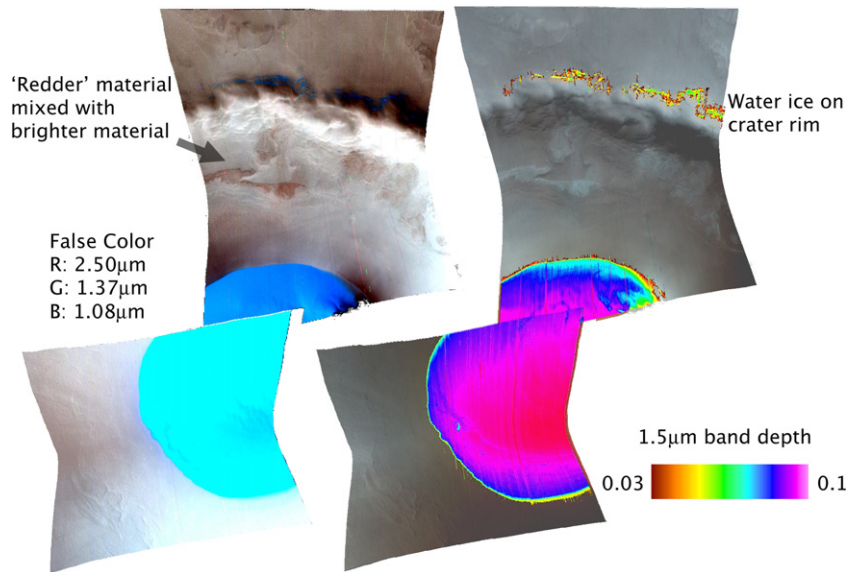 ‘Redder’ material
mixed with
brighter material
Water ice on
crater rim
False Color
R: 2.50μm
G: 1.37μm
B: 1.08μm
1.5μm band depth
0.03
0.1